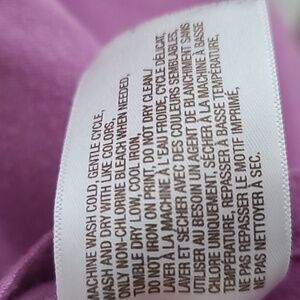 MACHINE WASH COLD, GENTLE CYCLE,
WASH AND DRY WITH LIKE COLORS,
ONLY NON-CHLORINE BLEACH WHEN NEEDED,
TUMBLE DRY LOW, COOL IRON,
DO NOT IRON ON PRINT, DO NOT DRY CLEAN./
LAVER À LA MACHINE À L'EAU FROIDE, CYCLE DÉLICAT,
LAVER ET SÉCHER AVEC DES COULEURS SEMBLABLES,
UTILISER AU BESOIN UN AGENT DE BLANCHIMENT SANS
CHLORE UNIQUEMENT, SÉCHER À LA MACHINE À BASSE
TEMPÉRATURE, REPASSER À BASSE TEMPÉRATURE,
NE PAS REPASSER LE MOTIF IMPRIMÉ,
NE PAS NETTOYER À SEC.